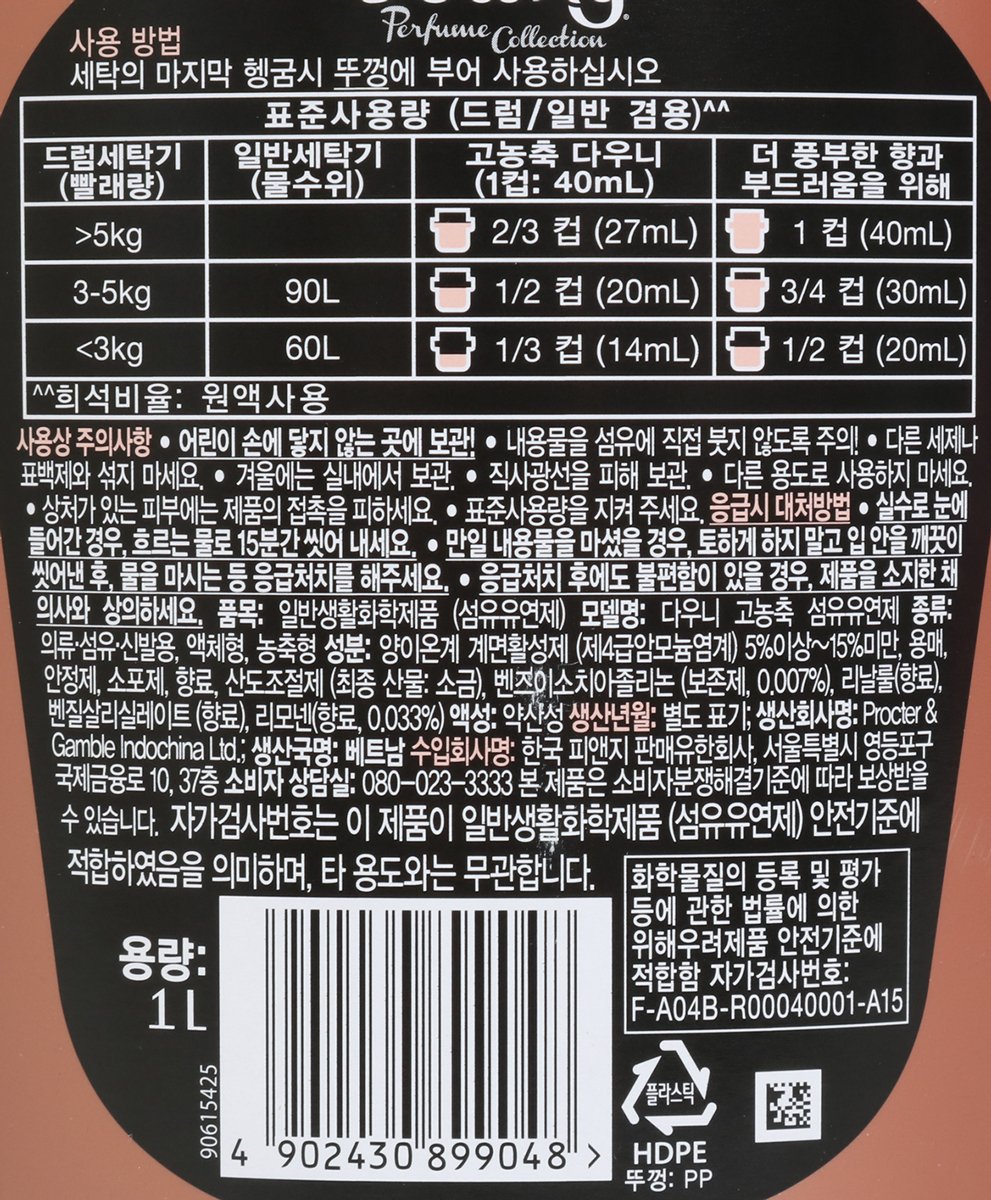 Perfume Collection
사용 방법
세탁의 마지막 헹굼시 뚜껑에 부어 사용하십시오
표준사용량 (드럼/일반 겸용)^^
드럼세탁기 (빨래량) 일반세탁기 (물수위) 고농축 다우니 (1컵: 40mL) 더 풍부한 향과 부드러움을 위해
>5kg 2/3 컵 (27mL) 1 컵 (40mL)
3-5kg 90L 1/2 컵 (20mL) 3/4 컵 (30mL)
<3kg 60L 1/3 컵 (14mL) 1/2 컵 (20mL)
^^희석비율: 원액사용
사용상 주의사항 • 어린이 손에 닿지 않는 곳에 보관! • 내용물을 섬유에 직접 붓지 않도록 주의! • 다른 세제나
표백제와 섞지 마세요. • 겨울에는 실내에서 보관. • 직사광선을 피해 보관. • 다른 용도로 사용하지 마세요.
• 상처가 있는 피부에는 제품의 접촉을 피하세요. • 표준사용량을 지켜 주세요. 응급시 대처방법 • 실수로 눈에
들어간 경우, 흐르는 물로 15분간 씻어 내세요. • 만일 내용물을 마셨을 경우, 토하게 하지 말고 입 안을 깨끗이
씻어낸 후, 물을 마시는 등 응급처치를 해주세요. • 응급처치 후에도 불편함이 있을 경우, 제품을 소지한 채
의사와 상의하세요. 품목: 일반생활화학제품 (섬유유연제) 모델명: 다우니 고농축 섬유유연제 종류:
의류·섬유·신발용, 액체형, 농축형 성분: 양이온계 계면활성제 (제4급암모늄염계) 5%이상~15%미만, 용매,
안정제, 소포제, 향료, 산도조절제 (최종 산물: 소금), 벤즈이소치아졸리논 (보존제, 0.007%), 리날룰(향료),
벤질살리실레이트 (향료), 리모넨(향료, 0.033%) 액성: 약산성 생산년월: 별도 표기; 생산회사명: Procter &
Gamble Indochina Ltd.; 생산국명: 베트남 수입회사명: 한국 피앤지 판매유한회사, 서울특별시 영등포구
국제금융로 10, 37층 소비자 상담실: 080-023-3333 본 제품은 소비자분쟁해결기준에 따라 보상받을
수 있습니다. 자가검사번호는 이 제품이 일반생활화학제품 (섬유유연제) 안전기준에
적합하였음을 의미하며, 타 용도와는 무관합니다.
화학물질의 등록 및 평가
등에 관한 법률에 의한
위해우려제품 안전기준에
적합함 자가검사번호:
F-A04B-R00040001-A15
용량:
1L
90615425
4 902430 899048 >
플라스틱
HDPE
뚜껑: PP